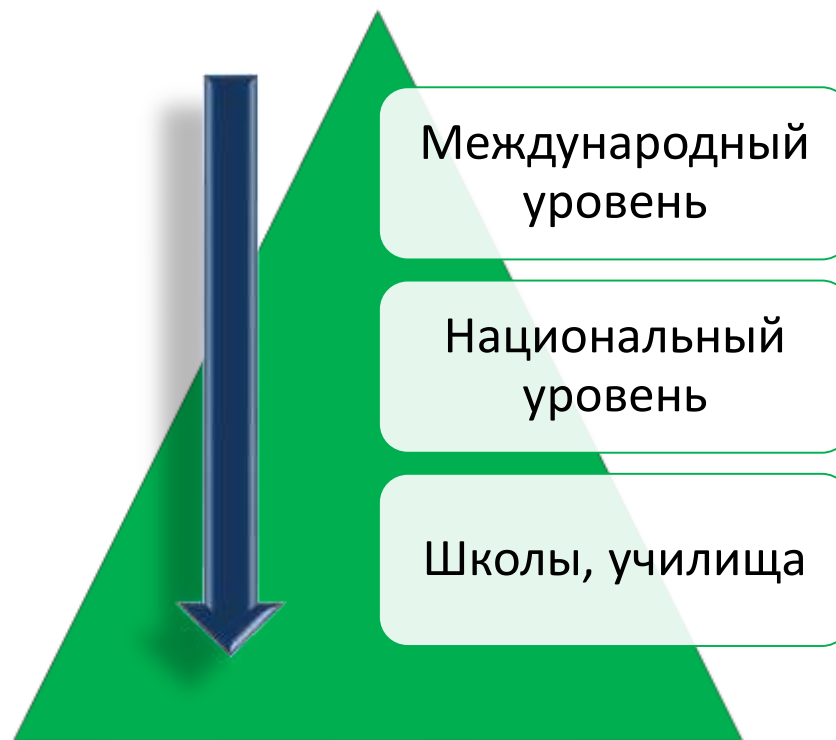 Международный
уровень
Национальный
уровень
Школы, училища